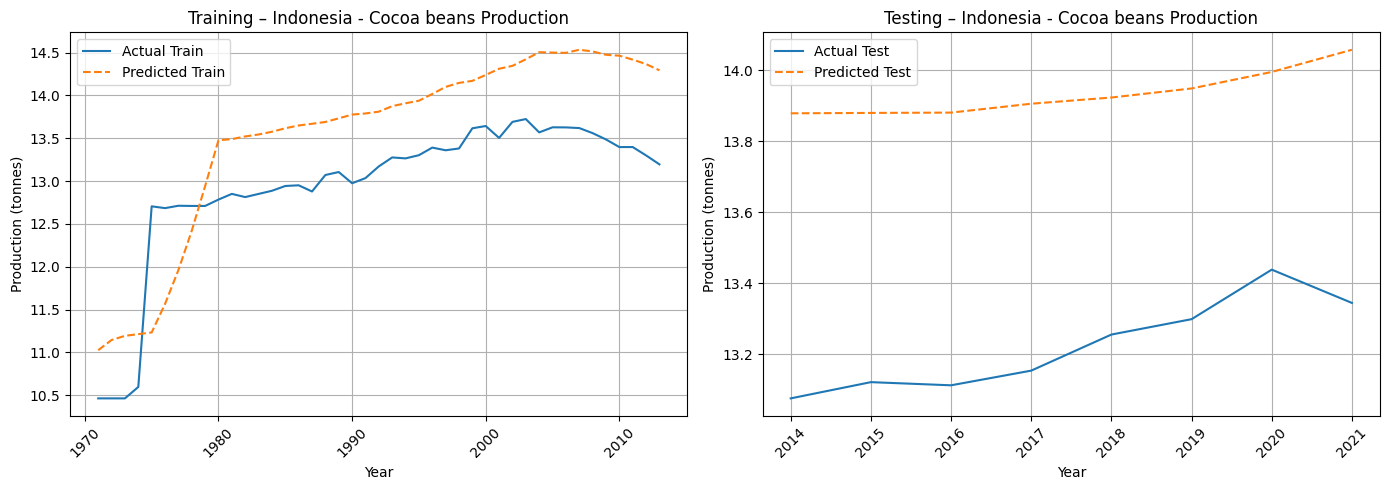 Training – Indonesia - Cocoa beans Production
Actual Train
Predicted Train
Production (tonnes)
14.5
14.0
13.5
13.0
12.5
12.0
11.5
11.0
10.5
1970
1980
1990
2000
2010
Year
Testing – Indonesia - Cocoa beans Production
Actual Test
Predicted Test
Production (tonnes)
14.0
13.8
13.6
13.4
13.2
2014
2015
2016
2017
2018
2019
2020
2021
Year